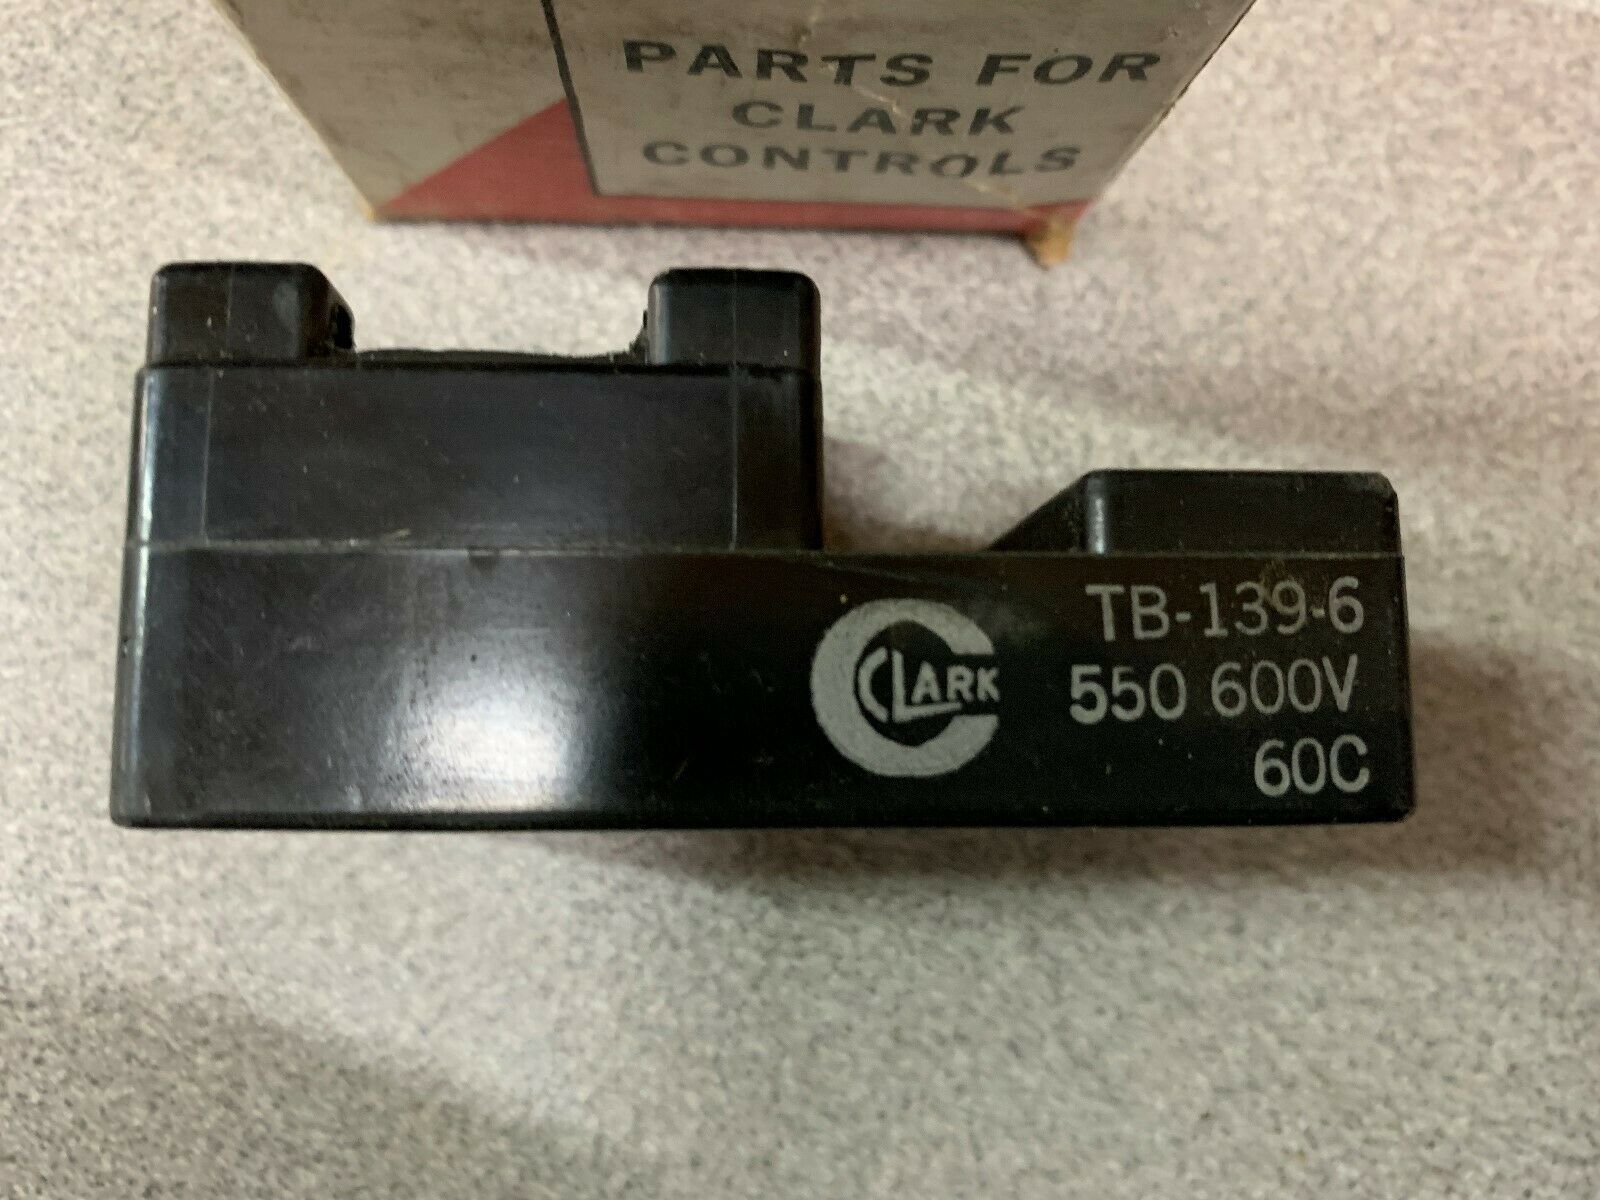 PARTS FOR
CLARK
CONTROLS
CLARK
TB-139-6
550 600V
60C